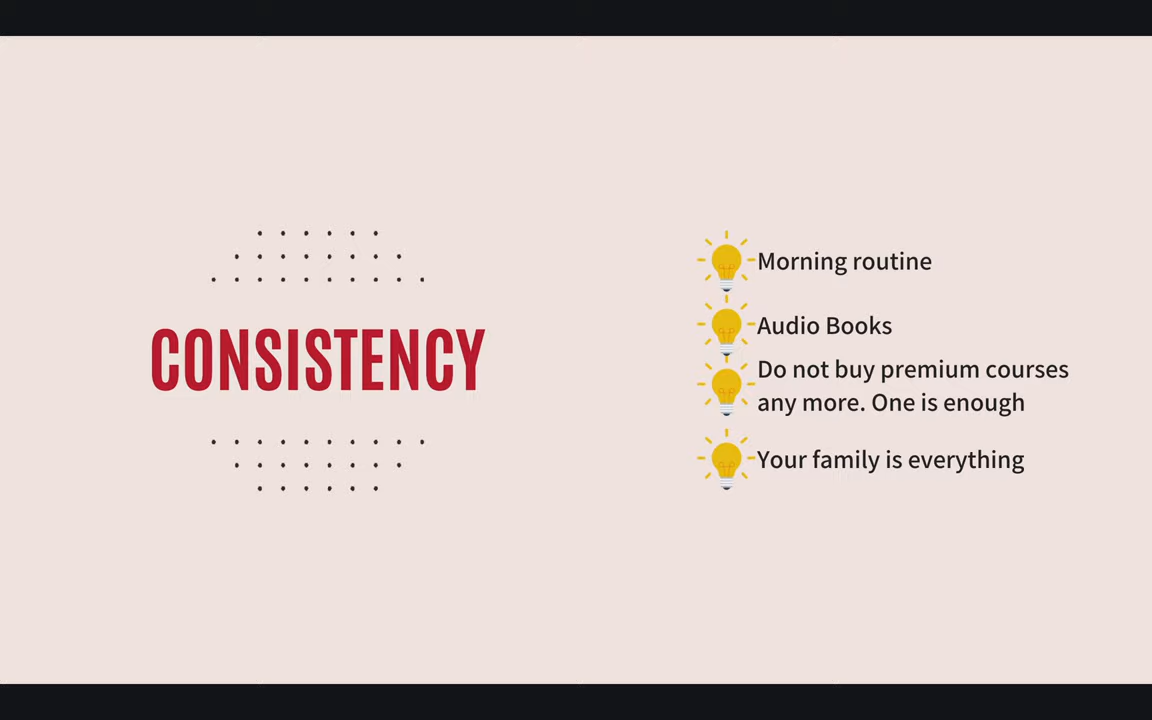 CONSISTENCY
Morning routine
Audio Books
Do not buy premium courses
any more. One is enough
Your family is everything